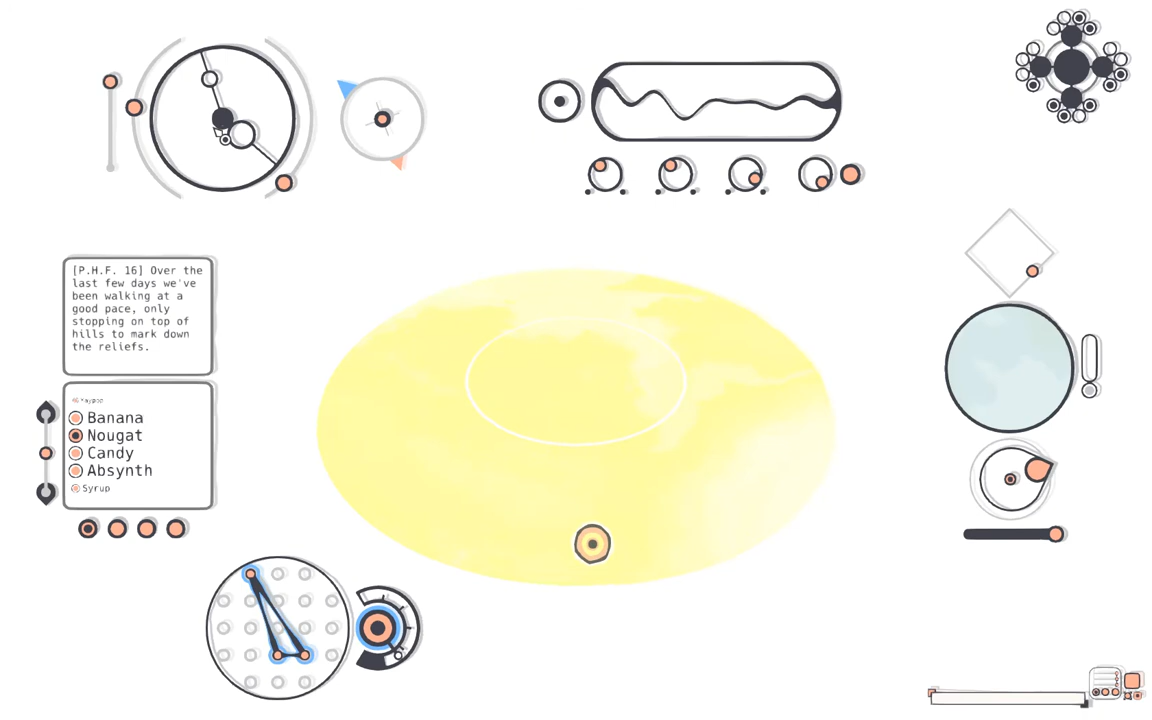 [P.H.F. 16] Over the
last few days we've
been walking at a
good pace, only
stopping on top of
hills to mark down
the reliefs.
Banana
Nougat
Candy
Absynth
Syrup